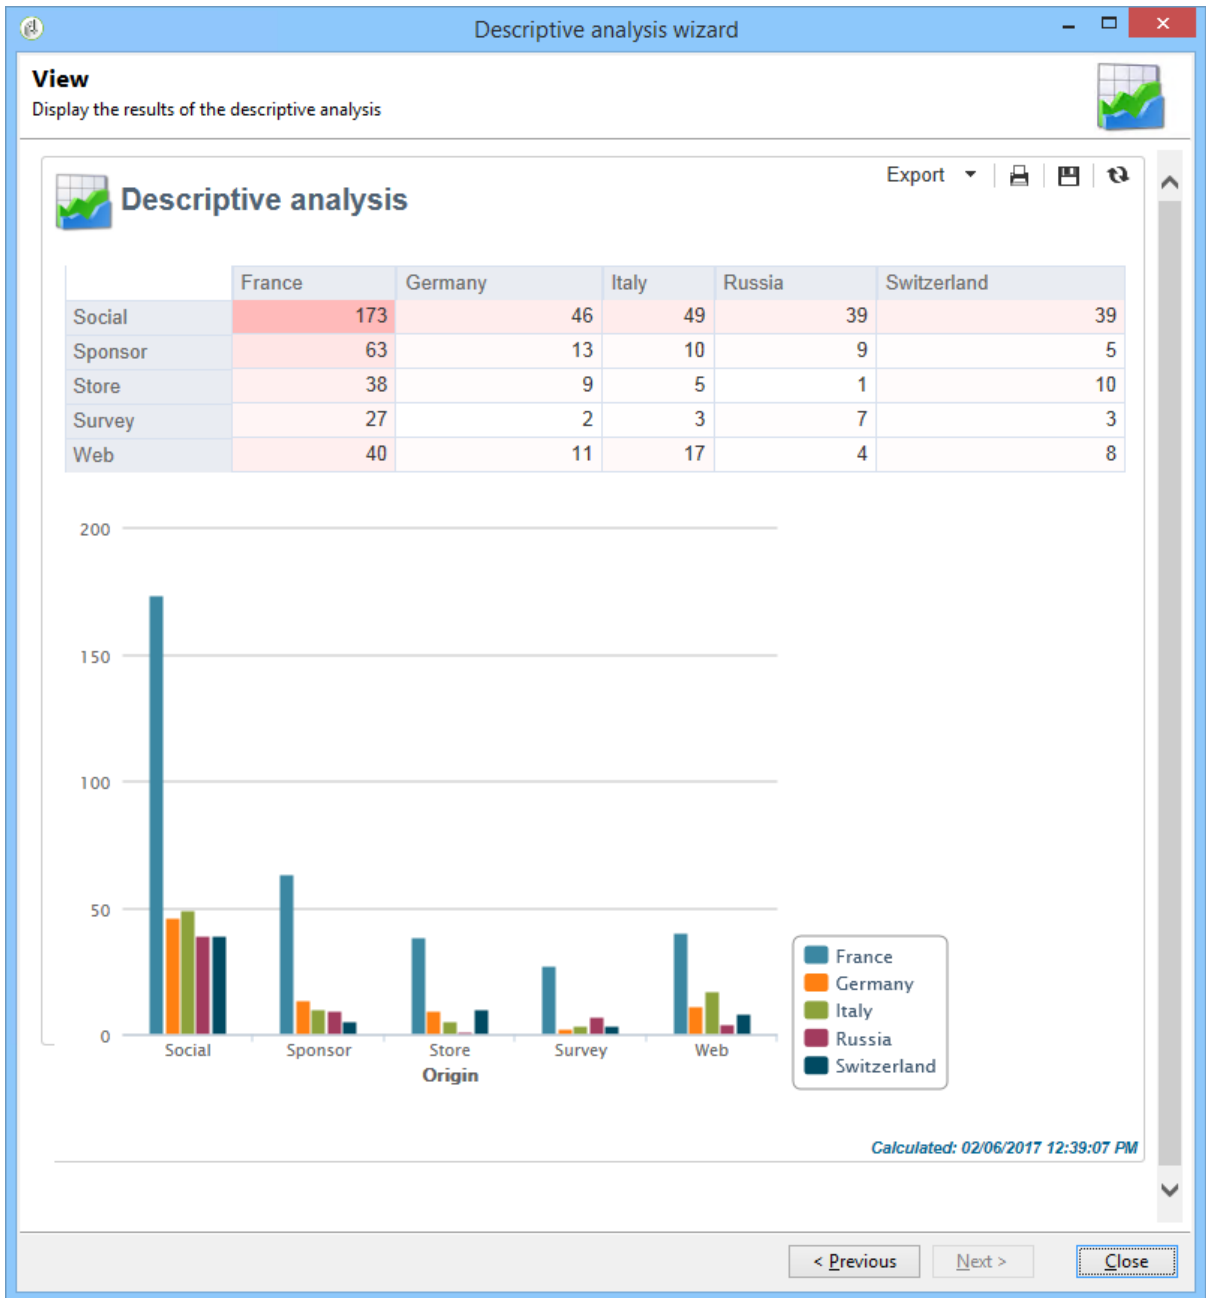 Descriptive analysis wizard
View
Display the results of the descriptive analysis
Export
Descriptive analysis
France Germany Italy Russia Switzerland
Social 173 46 49 39 39
Sponsor 63 13 10 9 5
Store 38 9 5 1 10
Survey 27 2 3 7 3
Web 40 11 17 4 8
200
150
100
50
0
Social Sponsor Store Survey Web
Origin
France
Germany
Italy
Russia
Switzerland
Calculated: 02/06/2017 12:39:07 PM
< Previous Next > Close